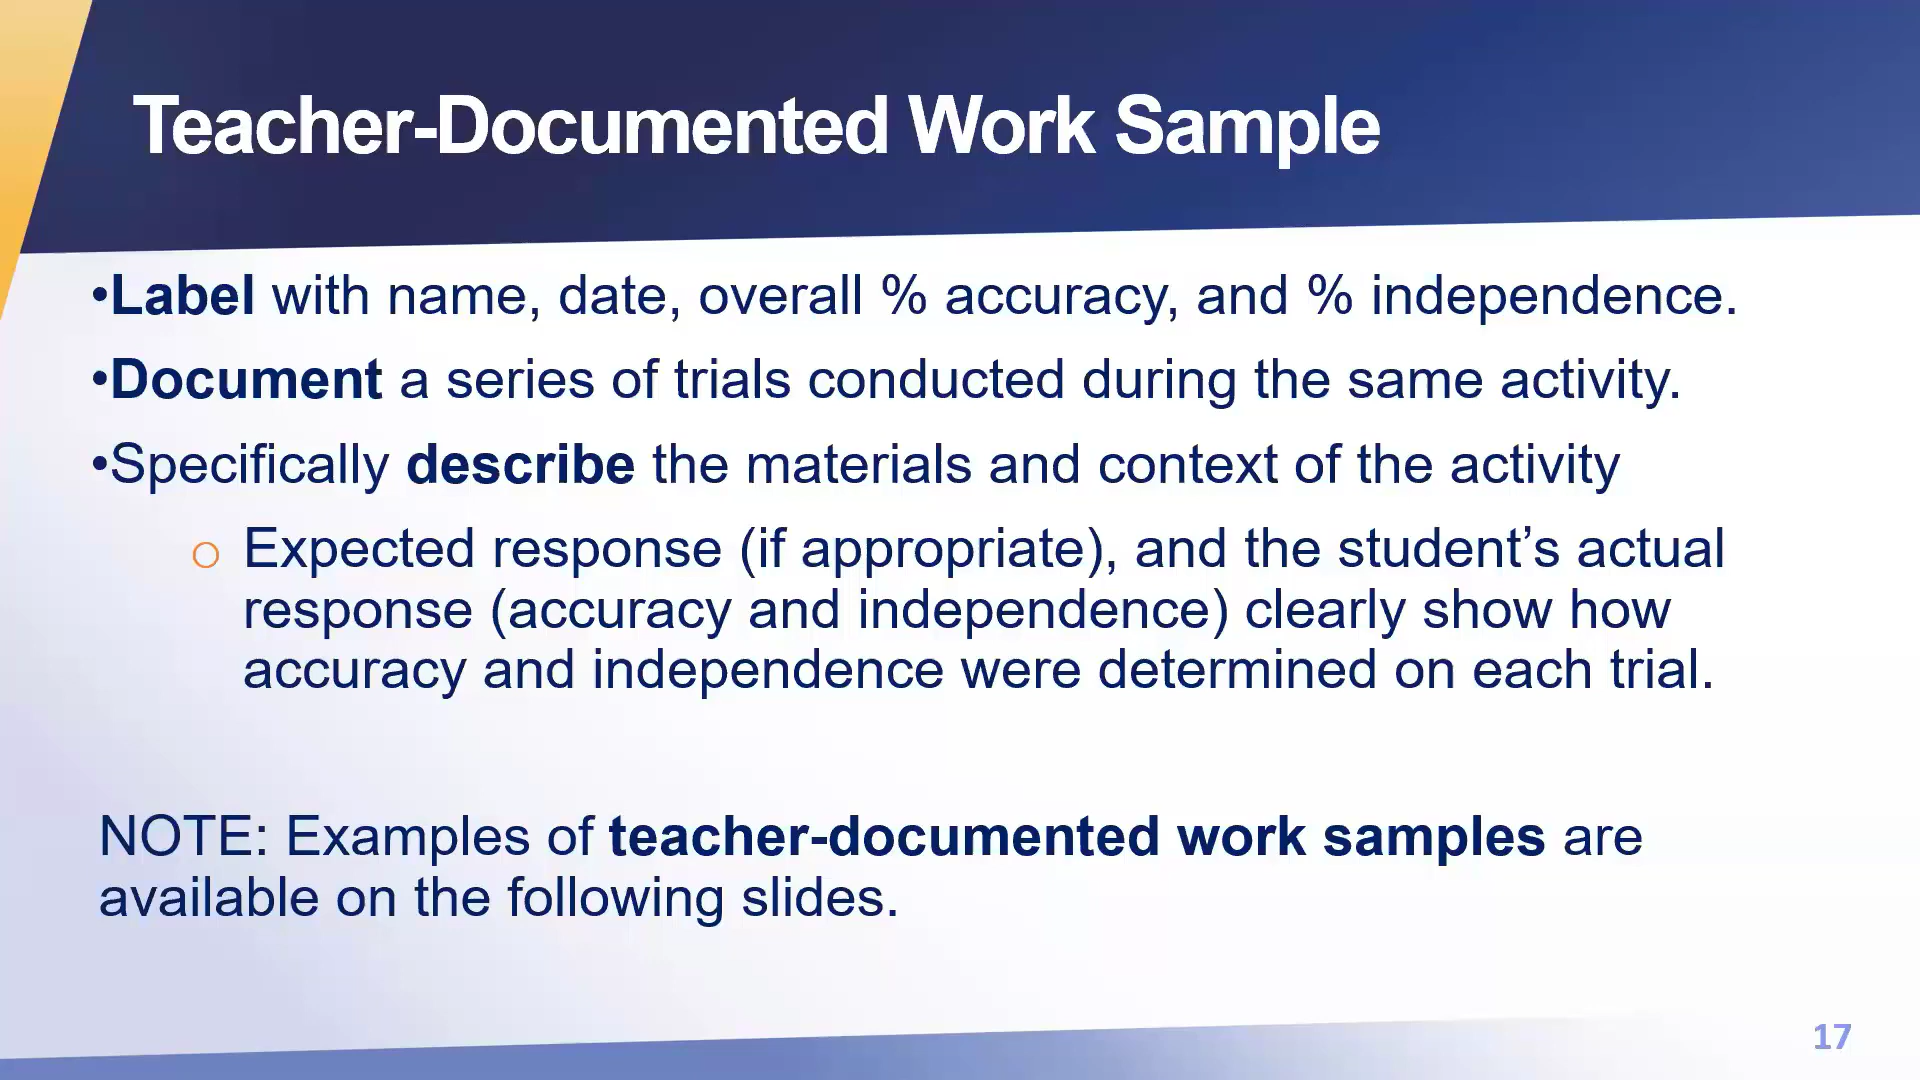 Teacher-Documented Work Sample
•Label with name, date, overall % accuracy, and % independence.
•Document a series of trials conducted during the same activity.
•Specifically describe the materials and context of the activity
o Expected response (if appropriate), and the student’s actual
response (accuracy and independence) clearly show how
accuracy and independence were determined on each trial.
NOTE: Examples of teacher-documented work samples are
available on the following slides.
17